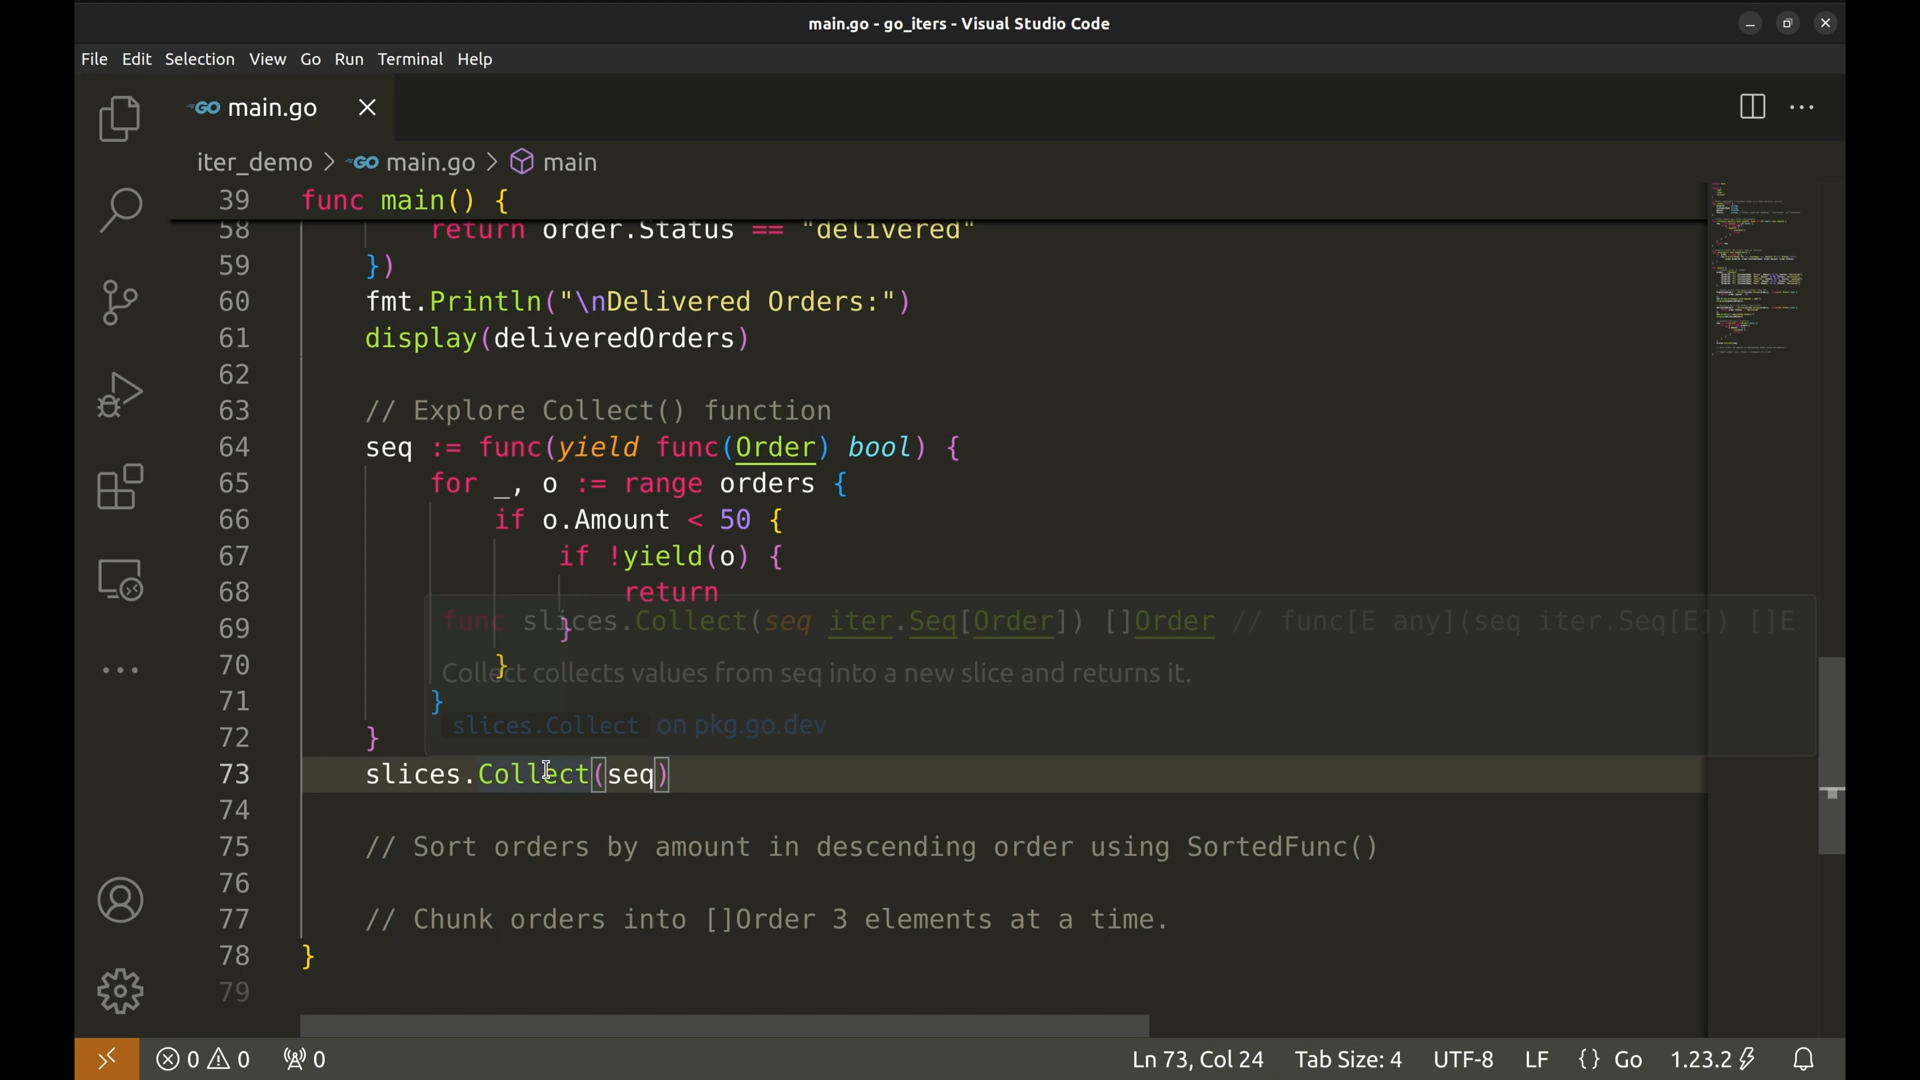 main.go - go_iters - Visual Studio Code
File Edit Selection View Go Run Terminal Help
GO main.go
iter_demo > GO main.go > main
39 func main() {
58 return order.Status == "delivered"
59 })
60 fmt.Println("\nDelivered Orders:")
61 display(deliveredOrders)
62
63 // Explore Collect() function
64 seq := func(yield func(Order) bool) {
65 for _, o := range orders {
66 if o.Amount < 50 {
67 if !yield(o) {
68 return
69 }
func slices.Collect(seq iter.Seq[Order]) []Order // func[E any](seq iter.Seq[E]) []E
70 }
Collect collects values from seq into a new slice and returns it.
71 }
slices.Collect on pkg.go.dev
72 }
73 slices.Collect(seq)
74
75 // Sort orders by amount in descending order using SortedFunc()
76
77 // Chunk orders into []Order 3 elements at a time.
78 }
79
0 0 0 Ln 73, Col 24 Tab Size: 4 UTF-8 LF {} Go 1.23.2